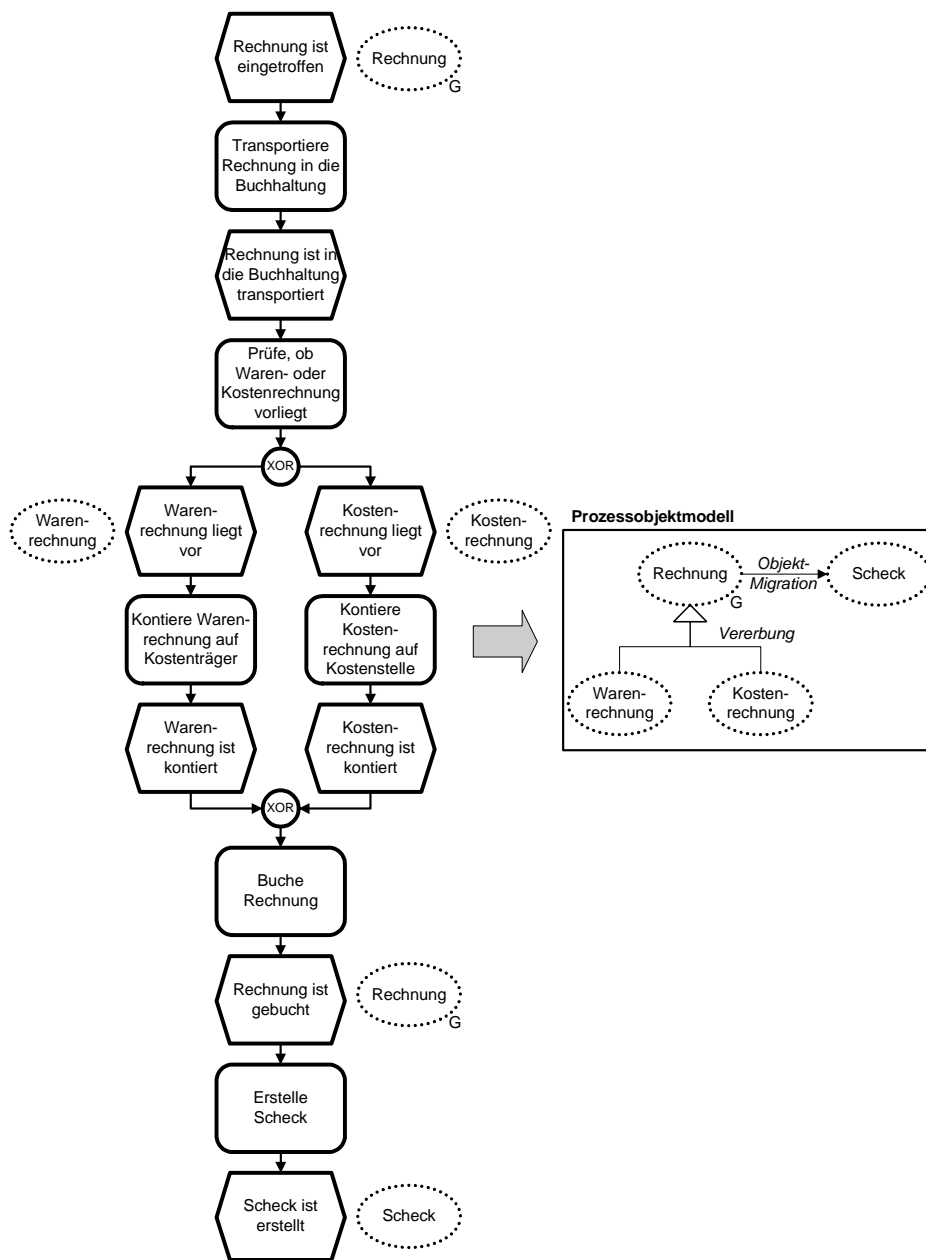 Rechnung ist
eingetroffen
Rechnung
G
Transportiere
Rechnung in die
Buchhaltung
Rechnung ist in
die Buchhaltung
transportiert
Prüfe, ob
Waren- oder
Kostenrechnung
vorliegt
XOR
Waren-
rechnung
Waren-
rechnung liegt
vor
Kosten-
rechnung liegt
vor
Kosten-
rechnung
Kontiere Waren-
rechnung auf
Kostenträger
Kontiere
Kosten-
rechnung auf
Kostenstelle
Waren-
rechnung ist
kontiert
Kosten-
rechnung ist
kontiert
XOR
Buche
Rechnung
Rechnung ist
gebucht
Rechnung
G
Erstelle
Scheck
Scheck ist
erstellt
Scheck
Prozessobjektmodell
Rechnung
G
Objekt-
Migration
Scheck
Vererbung
Waren-
rechnung
Kosten-
rechnung